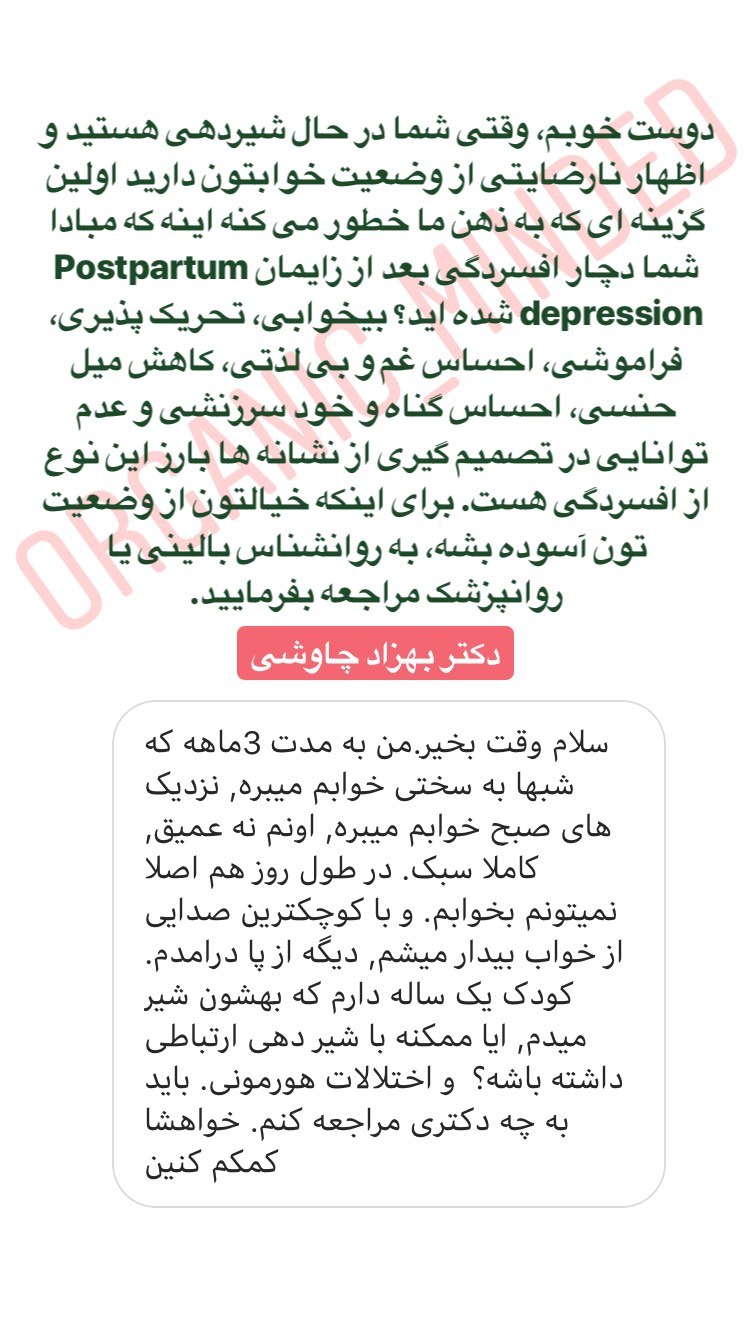 دوست خوبم، وقتی شما در حال شیردهی هستید و
اظهار نارضایتی از وضعیت خوابتون دارید اولین
گزینه ای که به ذهن ما خطور می کنه اینه که مبادا
شما دچار افسردگی بعد از زایمان Postpartum
depression شده اید؟ بیخوابی، تحریک پذیری،
فراموشی، احساس غم و بی لذتی، کاهش میل
حنسی، احساس گناه و خود سرزنشی و عدم
توانایی در تصمیم گیری از نشانه ها بارز این نوع
از افسردگی هست. برای اینکه خیالتون از وضعیت
تون آسوده بشه، به روانشناس بالینی یا
روانپزشک مراجعه بفرمایید.
ORGANIC_MINDED
دکتر بهزاد چاوشی
سلام وقت بخیر.من به مدت 3ماهه که
شبها به سختی خوابم میبره, نزدیک
های صبح خوابم میبره, اونم نه عمیق,
کاملا سبک. در طول روز هم اصلا
نمیتونم بخوابم. و با کوچکترین صدایی
از خواب بیدار میشم, دیگه از پا درامدم.
کودک یک ساله دارم که بهشون شیر
میدم, ایا ممکنه با شیر دهی ارتباطی
داشته باشه؟ و اختلالات هورمونی. باید
به چه دکتری مراجعه کنم. خواهشا
کمکم کنین